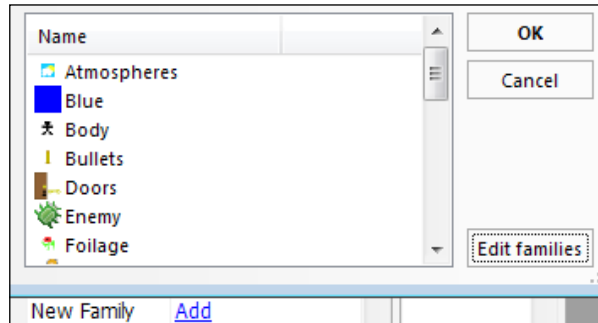 Name
OK
Atmospheres
Cancel
Blue
Body
Bullets
Doors
Enemy
Foilage
Edit families
New Family Add